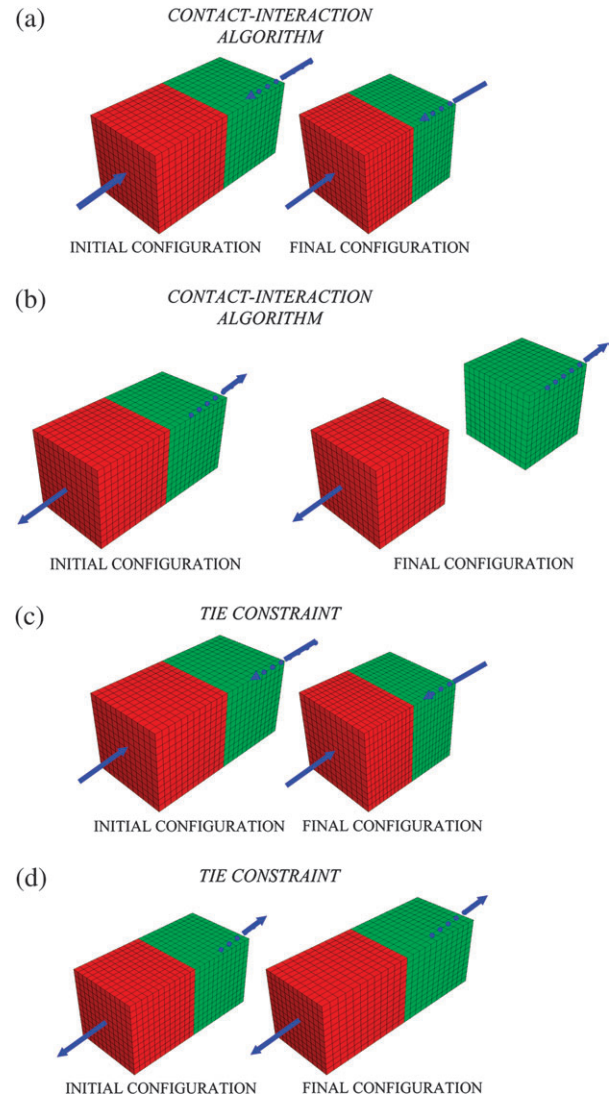 (a)
CONTACT-INTERACTION
ALGORITHM
INITIAL CONFIGURATION
FINAL CONFIGURATION
(b)
CONTACT-INTERACTION
ALGORITHM
INITIAL CONFIGURATION
FINAL CONFIGURATION
(c)
TIE CONSTRAINT
INITIAL CONFIGURATION
FINAL CONFIGURATION
(d)
TIE CONSTRAINT
INITIAL CONFIGURATION
FINAL CONFIGURATION